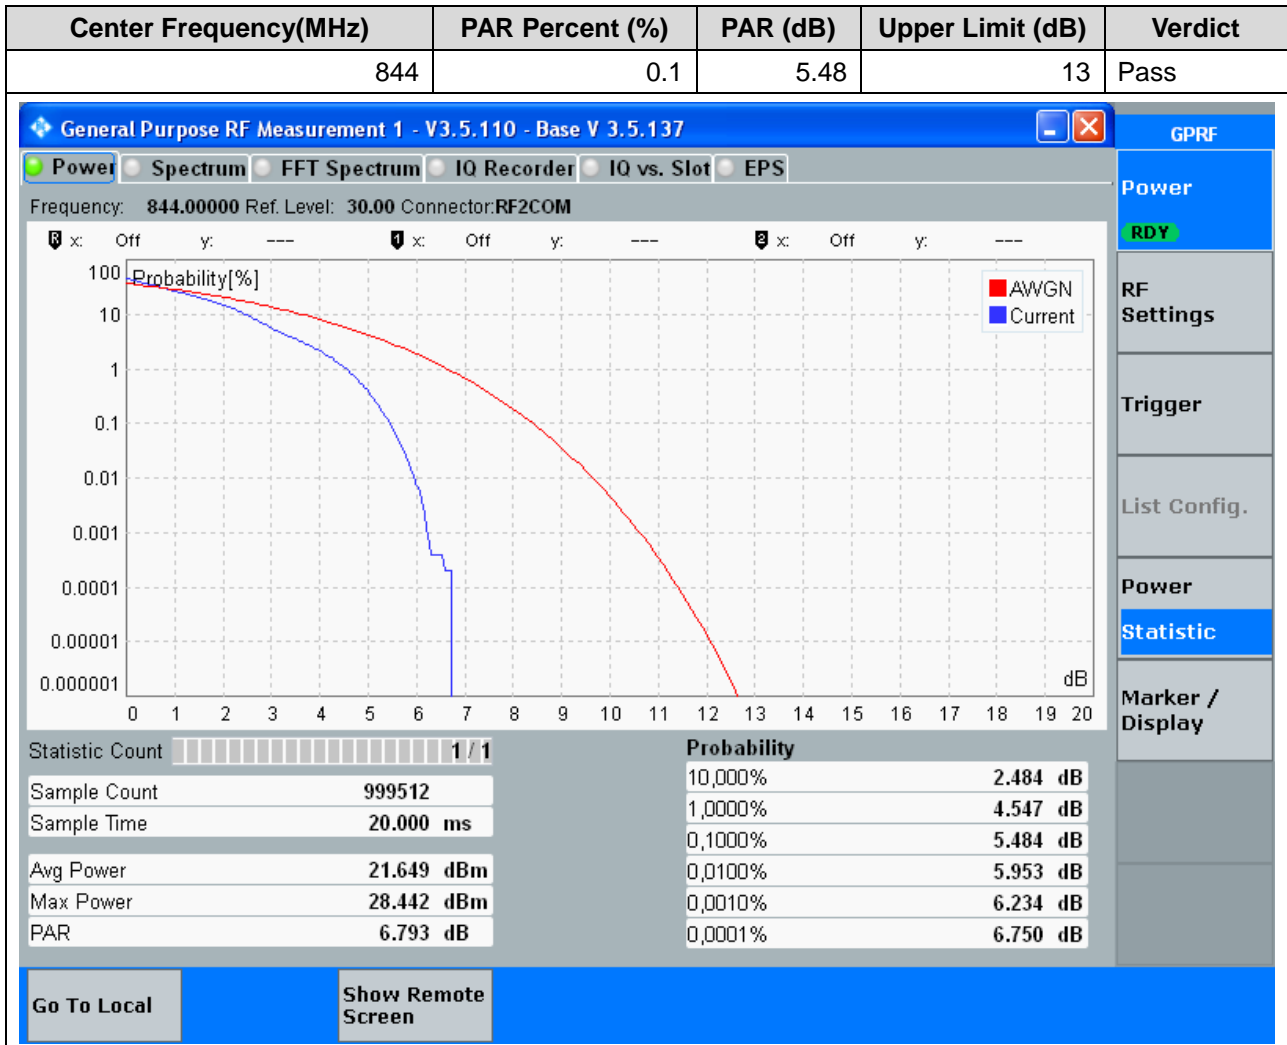 Center Frequency(MHz) PAR Percent (%) PAR (dB) Upper Limit (dB) Verdict
844 0.1 5.48 13 Pass
General Purpose RF Measurement 1 - V3.5.110 - Base V 3.5.137
GPRF
Power Spectrum FFT Spectrum IQ Recorder IQ vs. Slot EPS
Power
RDY
Frequency: 844.00000 Ref. Level: 30.00 Connector:RF2COM
R x: Off y: --- 1 x: Off y: --- 2 x: Off y: ---
Probability[%]
AWGN
Current
100
10
1
0.1
0.01
0.001
0.0001
0.00001
0.000001
dB
0 1 2 3 4 5 6 7 8 9 10 11 12 13 14 15 16 17 18 19 20
RF
Settings
Trigger
List Config.
Power
Statistic
Marker /
Display
Statistic Count 1 / 1
Sample Count 999512
Sample Time 20.000 ms
Avg Power 21.649 dBm
Max Power 28.442 dBm
PAR 6.793 dB
Probability
10,000% 2.484 dB
1,0000% 4.547 dB
0,1000% 5.484 dB
0,0100% 5.953 dB
0,0010% 6.234 dB
0,0001% 6.750 dB
Go To Local
Show Remote
Screen